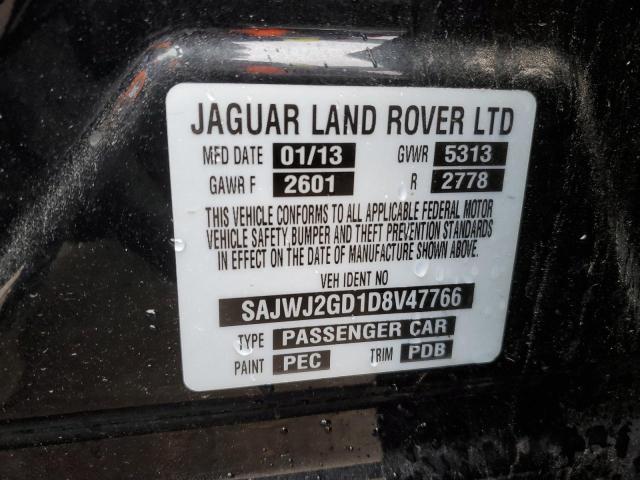 JAGUAR LAND ROVER LTD
MFD DATE 01/13 GVWR 5313
GAWR F 2601 R 2778
THIS VEHICLE CONFORMS TO ALL APPLICABLE FEDERAL MOTOR
VEHICLE SAFETY, BUMPER AND THEFT PREVENTION STANDARDS
IN EFFECT ON THE DATE OF MANUFACTURE SHOWN ABOVE.
VEH IDENT NO
SAJWJ2GD1D8V47766
TYPE PASSENGER CAR
PAINT PEC TRIM PDB